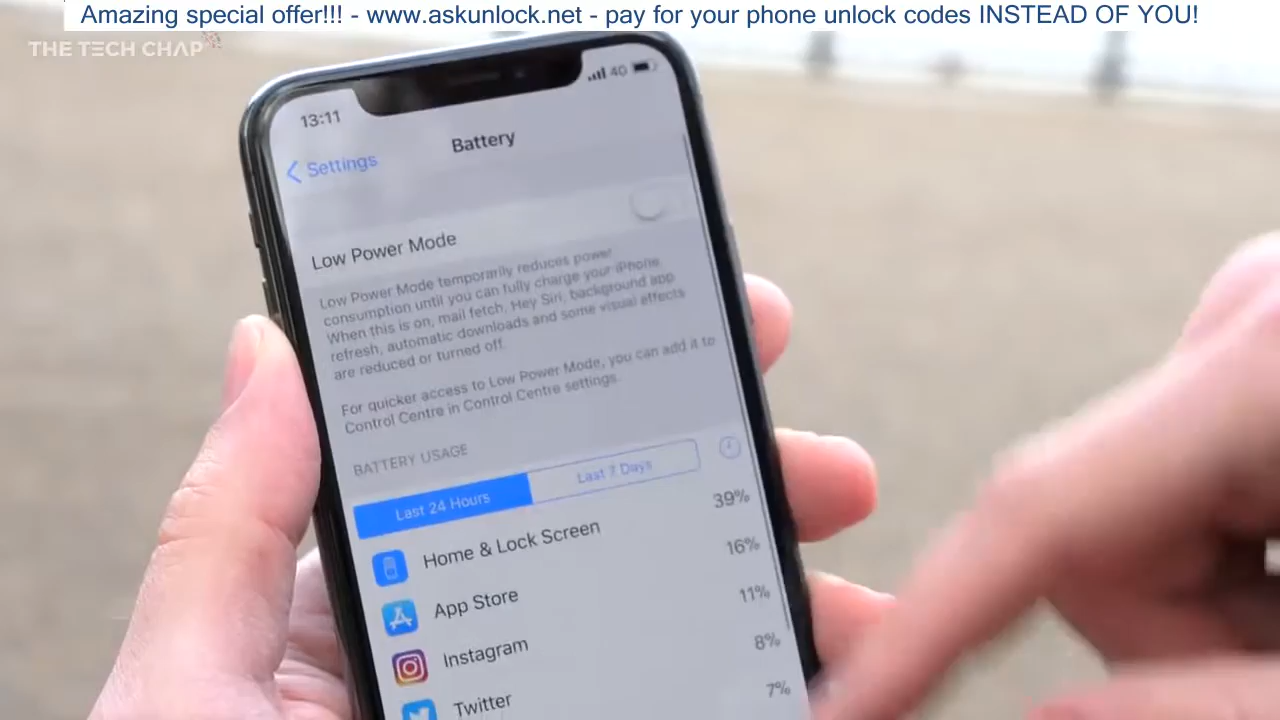 Amazing special offer!!! - www.askunlock.net - pay for your phone unlock codes INSTEAD OF YOU!
THE TECH CHAP
13:11
4G
Settings
Battery
Low Power Mode
Low Power Mode temporarily reduces power
consumption until you can fully charge your iPhone.
When this is on, mail fetch, Hey Siri, background app
refresh, automatic downloads and some visual effects
are reduced or turned off.
For quicker access to Low Power Mode, you can add it to
Control Centre in Control Centre settings.
BATTERY USAGE
Last 24 Hours
Last 7 Days
Home & Lock Screen 39%
App Store 16%
Instagram 11%
Twitter 8%
7%